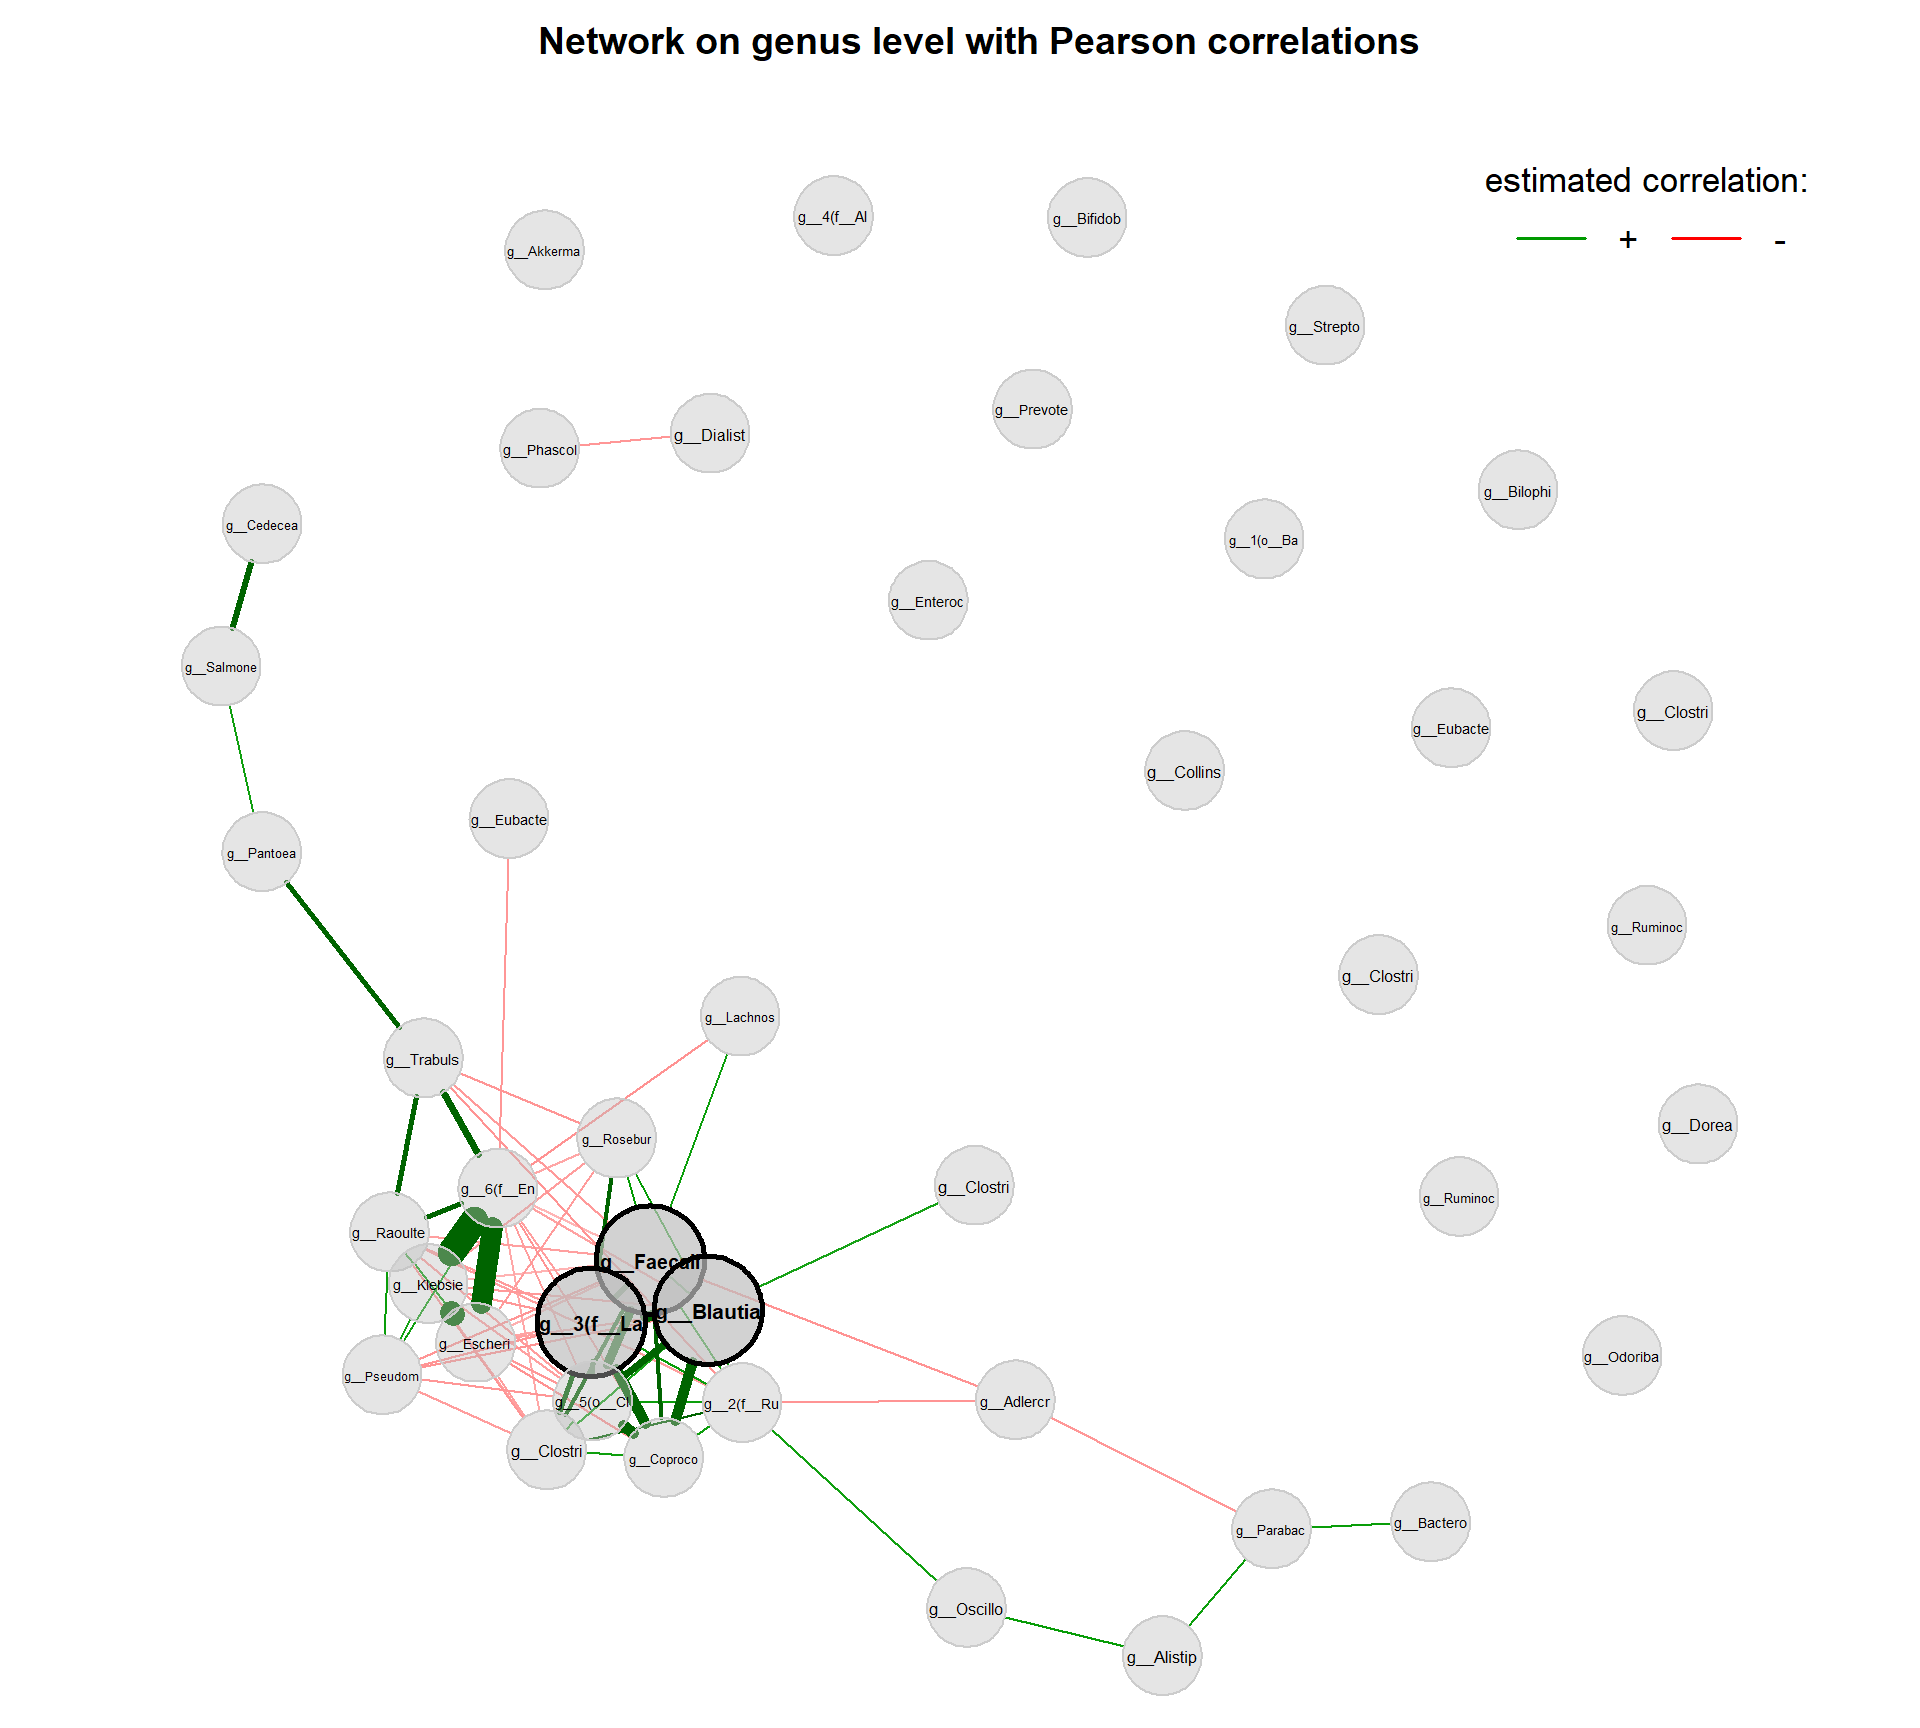 Network on genus level with Pearson correlations
estimated correlation:
+ -
g__4(f__Al
g__Bifidob
g__Akkerma
g__Strepto
g__Prevote
g__Dialist
g__Phascol
g__Bilophi
g__Cedecea
g__1(o__Ba
g__Enteroc
g__Salmone
g__Clostri
g__Eubacte
g__Collins
g__Eubacte
g__Pantoea
g__Ruminoc
g__Clostri
g__Lachnos
g__Trabuls
g__Dorea
g__Rosebur
g__Clostri
g__6(f__En
g__Ruminoc
g__Raoulte
g__Faecali
g__Klebsie
g__Blautia
g__3(f__La
g__Escheri
g__Odoriba
g__Pseudom
g__Adlercr
g__5(o__Cl
g__2(f__Ru
g__Clostri
g__Coproco
g__Bactero
g__Parabac
g__Oscillo
g__Alistip